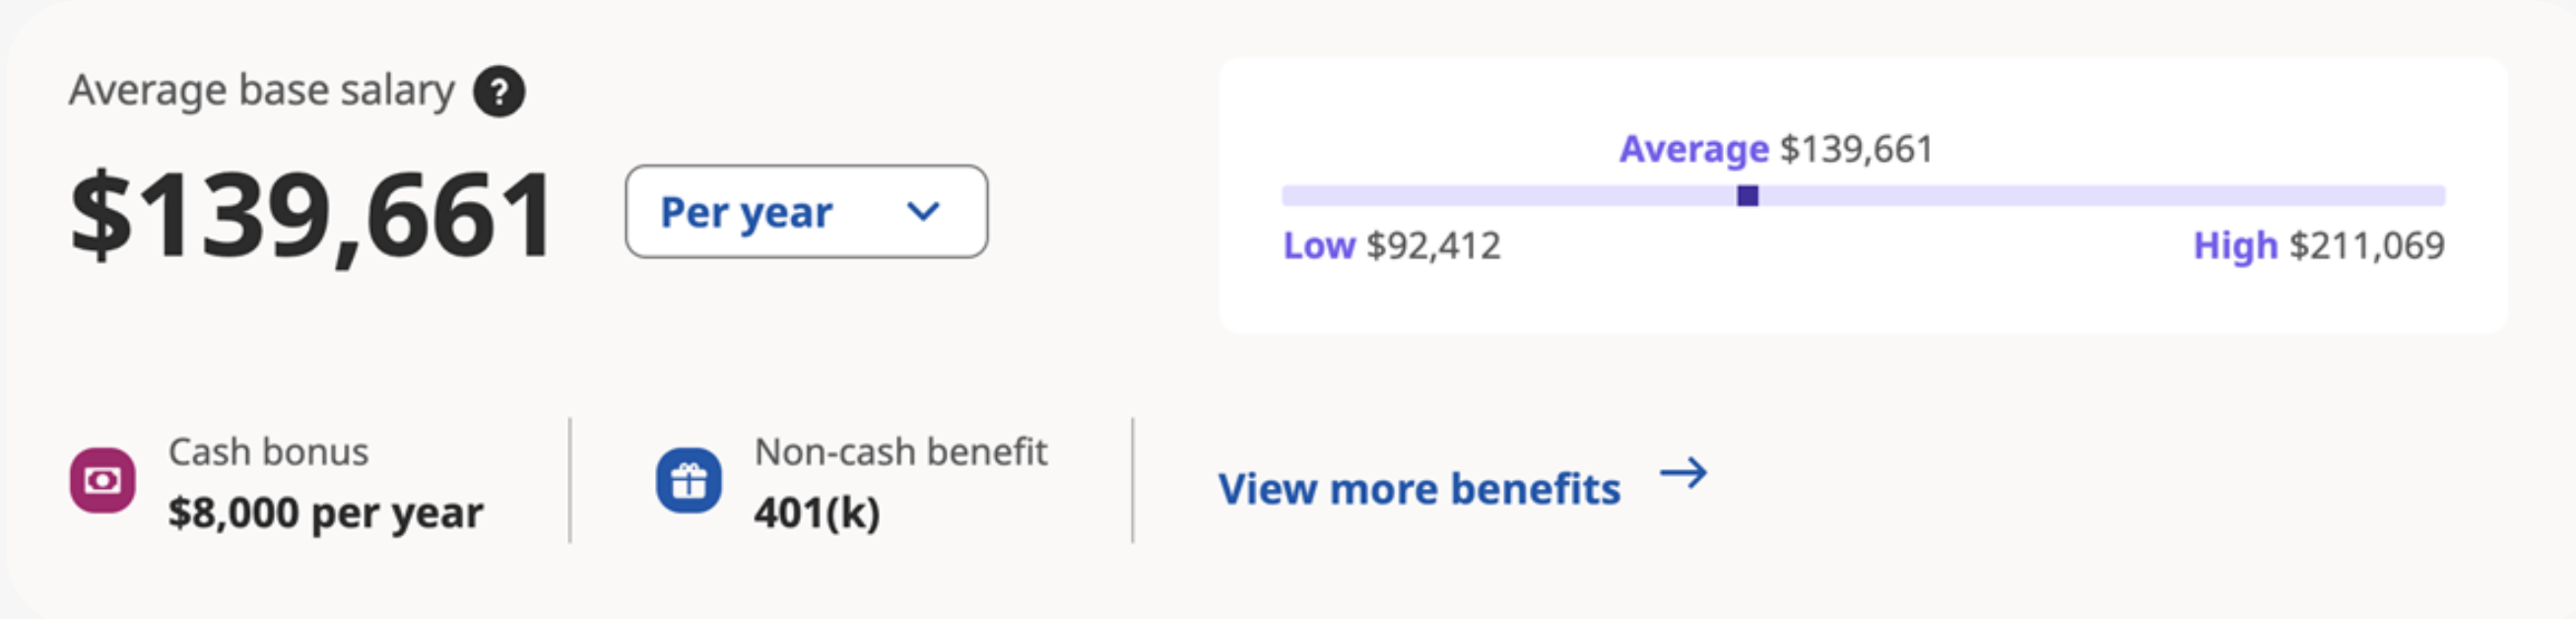 Average base salary ?
$139,661
Per year
Average $139,661
Low $92,412
High $211,069
Cash bonus
$8,000 per year
Non-cash benefit
401(k)
View more benefits →